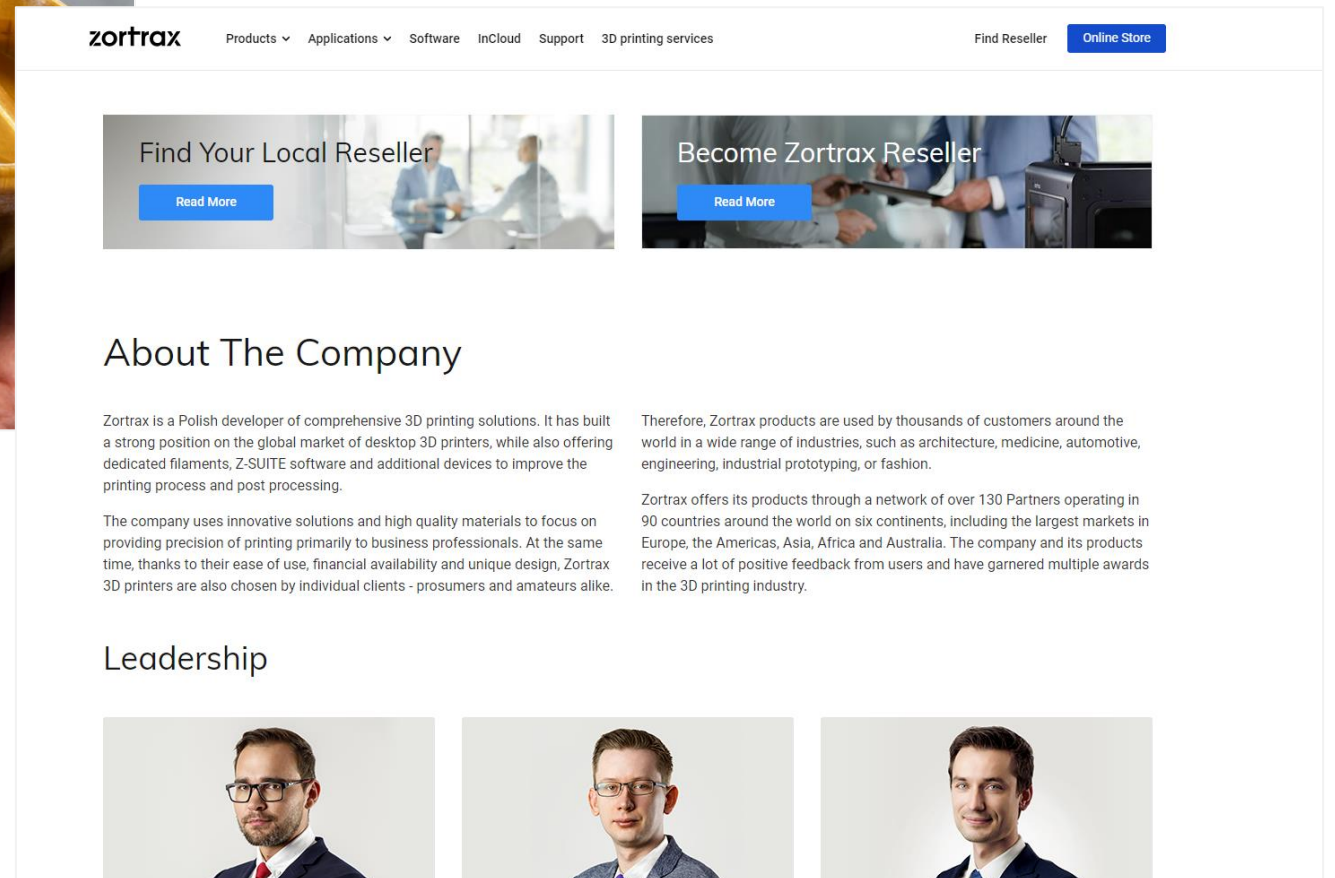 zortrax
Products Applications Software InCloud Support 3D printing services
Find Reseller Online Store
Find Your Local Reseller
Read More
Become Zortrax Reseller
Read More
About The Company
Zortrax is a Polish developer of comprehensive 3D printing solutions. It has built
a strong position on the global market of desktop 3D printers, while also offering
dedicated filaments, Z-SUITE software and additional devices to improve the
printing process and post processing.
The company uses innovative solutions and high quality materials to focus on
providing precision of printing primarily to business professionals. At the same
time, thanks to their ease of use, financial availability and unique design, Zortrax
3D printers are also chosen by individual clients - prosumers and amateurs alike.
Therefore, Zortrax products are used by thousands of customers around the
world in a wide range of industries, such as architecture, medicine, automotive,
engineering, industrial prototyping, or fashion.
Zortrax offers its products through a network of over 130 Partners operating in
90 countries around the world on six continents, including the largest markets in
Europe, the Americas, Asia, Africa and Australia. The company and its products
receive a lot of positive feedback from users and have garnered multiple awards
in the 3D printing industry.
Leadership